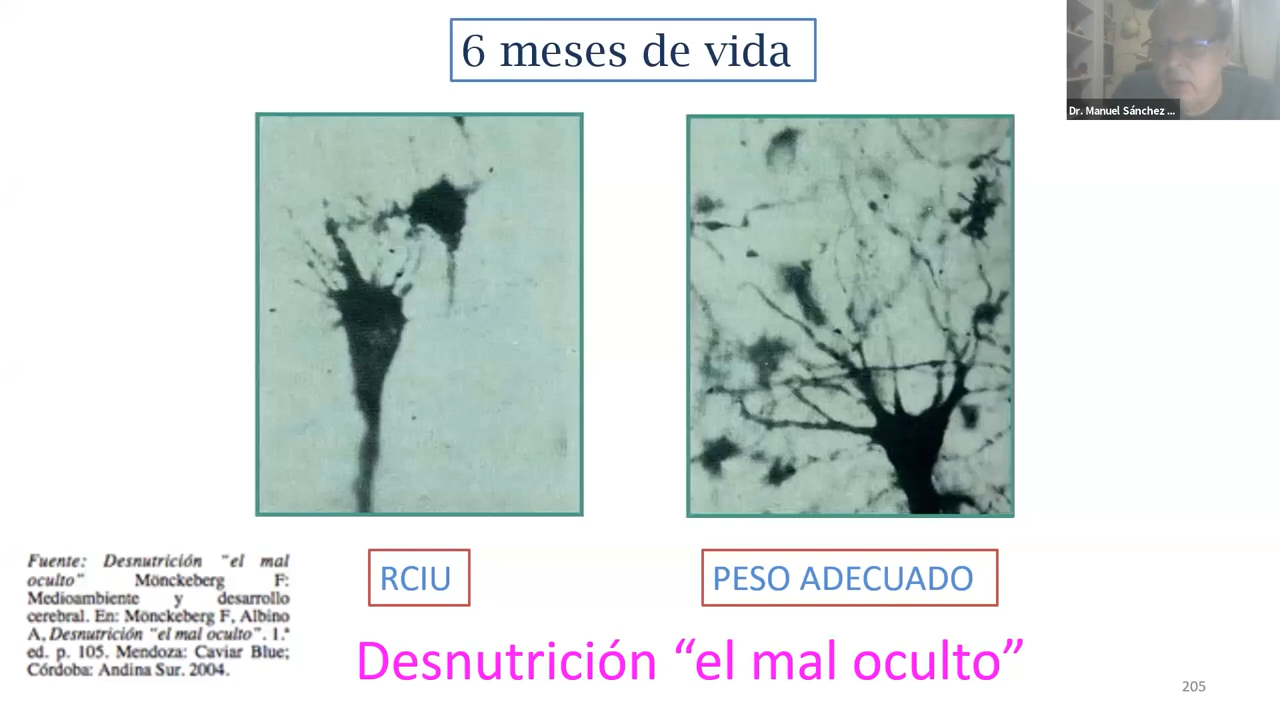 6 meses de vida
Dr. Manuel Sánchez ...
RCIU
PESO ADECUADO
Fuente: Desnutrición "el mal
oculto" Mönckeberg F:
Medioambiente y desarrollo
cerebral. En: Mönckeberg F, Albino
A, Desnutrición "el mal oculto". 1.ª
ed. p. 105. Mendoza: Caviar Blue;
Córdoba: Andina Sur. 2004.
Desnutrición “el mal oculto”
205